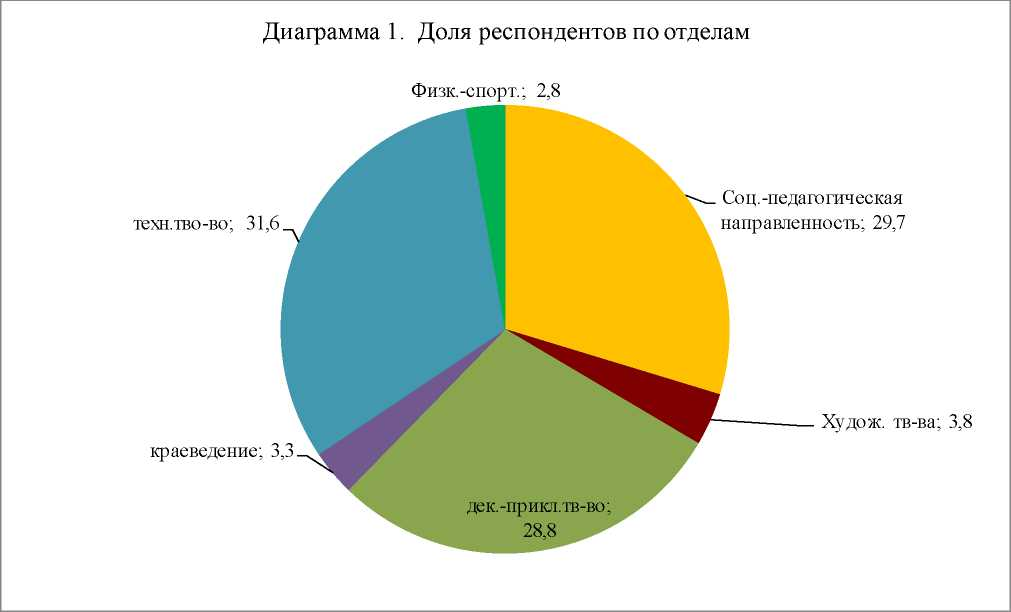 Диаграмма 1. Доля респондентов по отделам
Физк.-спорт.; 2,8
Соц.-педагогическая
направленность; 29,7
техн.тво-во; 31,6
Худож. тв-ва; 3,8
краеведение; 3,3
дек.-прикл.тв-во;
28,8